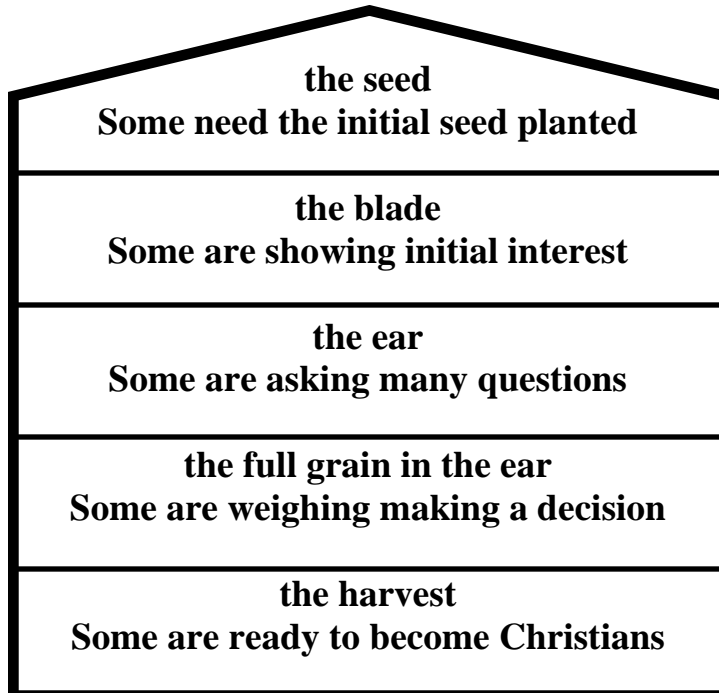 the seed
Some need the initial seed planted
the blade
Some are showing initial interest
the ear
Some are asking many questions
the full grain in the ear
Some are weighing making a decision
the harvest
Some are ready to become Christians